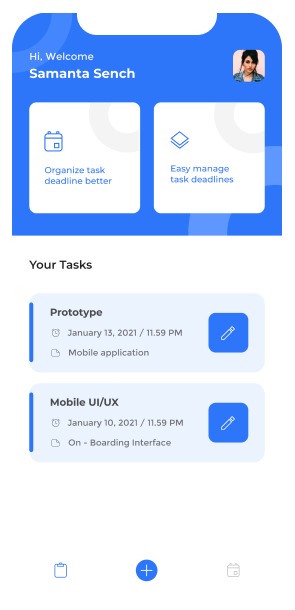 Hi, Welcome
Samanta Sench
Organize task
deadline better
Easy manage
task deadlines
Your Tasks
Prototype
January 13, 2021 / 11.59 PM
Mobile application
Mobile UI/UX
January 10, 2021 / 11.59 PM
On - Boarding Interface